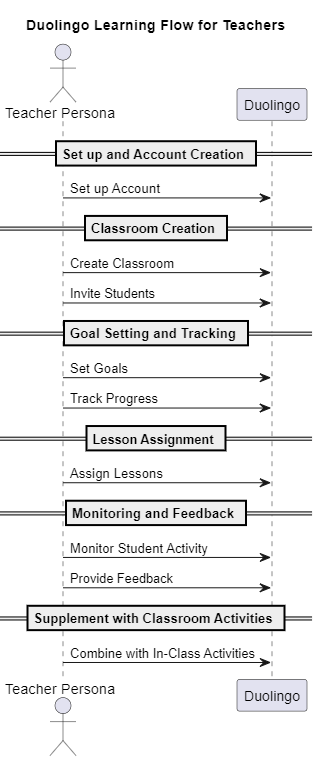 Duolingo Learning Flow for Teachers
Teacher Persona
Duolingo
Set up and Account Creation
Set up Account
Classroom Creation
Create Classroom
Invite Students
Goal Setting and Tracking
Set Goals
Track Progress
Lesson Assignment
Assign Lessons
Monitoring and Feedback
Monitor Student Activity
Provide Feedback
Supplement with Classroom Activities
Combine with In-Class Activities
Teacher Persona
Duolingo